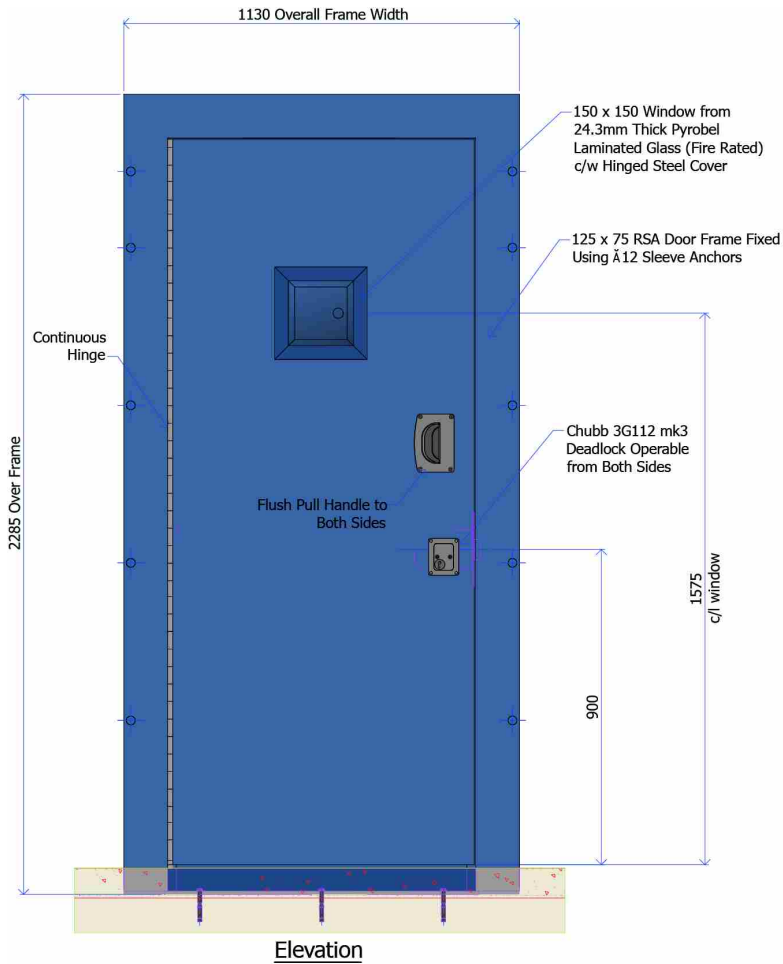 1130 Overall Frame Width
150 x 150 Window from
24.3mm Thick Pyrobel
Laminated Glass (Fire Rated)
c/w Hinged Steel Cover
125 x 75 RSA Door Frame Fixed
Using Ă12 Sleeve Anchors
Continuous
Hinge
Chubb 3G112 mk3
Deadlock Operable
from Both Sides
Flush Pull Handle to
Both Sides
2285 Over Frame
1575
c/l window
900
Elevation